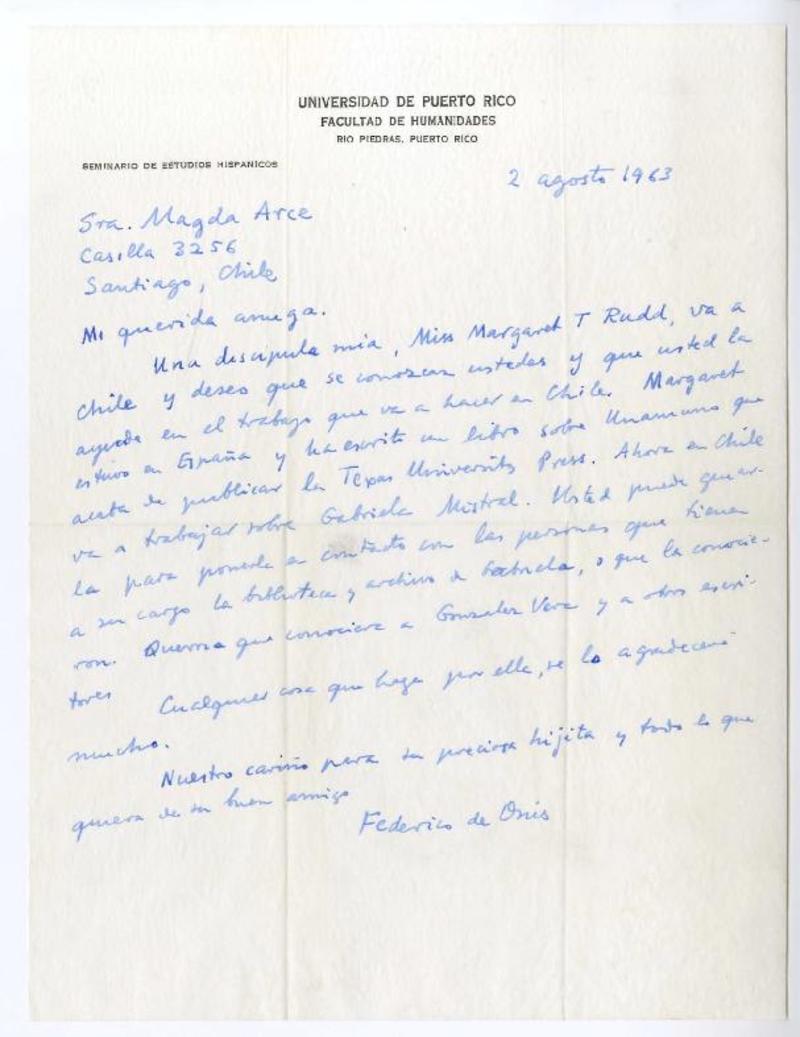 UNIVERSIDAD DE PUERTO RICO
FACULTAD DE HUMANIDADES
RIO PIEDRAS, PUERTO RICO
SEMINARIO DE ESTUDIOS HISPANICOS
2 agosto 1963
Sra. Magda Arce
Casilla 3256
Santiago, Chile
Mi querida amiga.
Una discípula mía, Miss Margaret T Rudd, va a
Chile y deseo que se conozcan ustedes y que usted la
ayude en el trabajo que va a hacer en Chile. Margaret
estuvo en España y ha escrito un libro sobre Unamuno que
acaba de publicar la Texas University Press. Ahora en Chile
va a trabajar sobre Gabriela Mistral. Usted puede guiar-
la para ponerla en contacto con las personas que tienen
a su cargo la biblioteca y archivo de Gabriela, o que la conocie-
ron. Querría que conociera a Gonzalez Vera y a otros escri-
tores
Cualquier cosa que haga por ella, se lo agradeceré
mucho.
Nuestro cariño para su preciosa hijita y todo lo que
quiera de su buen amigo
Federico de Onís